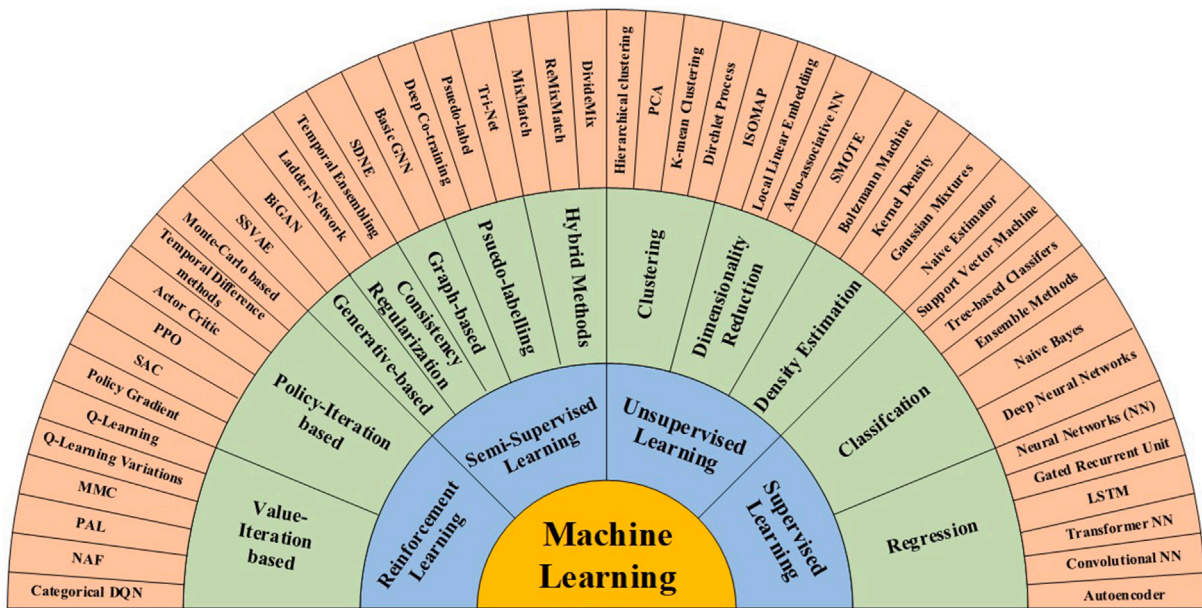 Machine
Learning
Reinforcement
Learning
Semi-Supervised
Learning
Unsupervised
Learning
Supervised
Learning
Value-
Iteration
based
Policy-Iteration
based
Generative-based
Consistency
Regularization
Graph-based
Psuedo-labelling
Hybrid Methods
Clustering
Dimensionality
Reduction
Density Estimation
Classifcation
Regression
Categorical DQN
NAF
PAL
MMC
Q-Learning Variations
Q-Learning
Policy Gradient
SAC
PPO
Actor Critic
Temporal Difference
methods
Monte-Carlo based
SSVAE
BiGAN
Ladder Network
Temporal Ensembling
SDNE
Basic GNN
Deep Co-training
Psuedo-label
Tri-Net
MixMatch
ReMixMatch
DivideMix
Hierarchical clustering
PCA
K-mean Clustering
Dirchlet Process
ISOMAP
Local Linear Embedding
Auto-associative NN
SMOTE
Boltzmann Machine
Kernel Density
Gaussian Mixtures
Naive Estimator
Support Vector Machine
Tree-based Classifers
Ensemble Methods
Naive Bayes
Deep Neural Networks
Neural Networks (NN)
Gated Recurrent Unit
LSTM
Transformer NN
Convolutional NN
Autoencoder